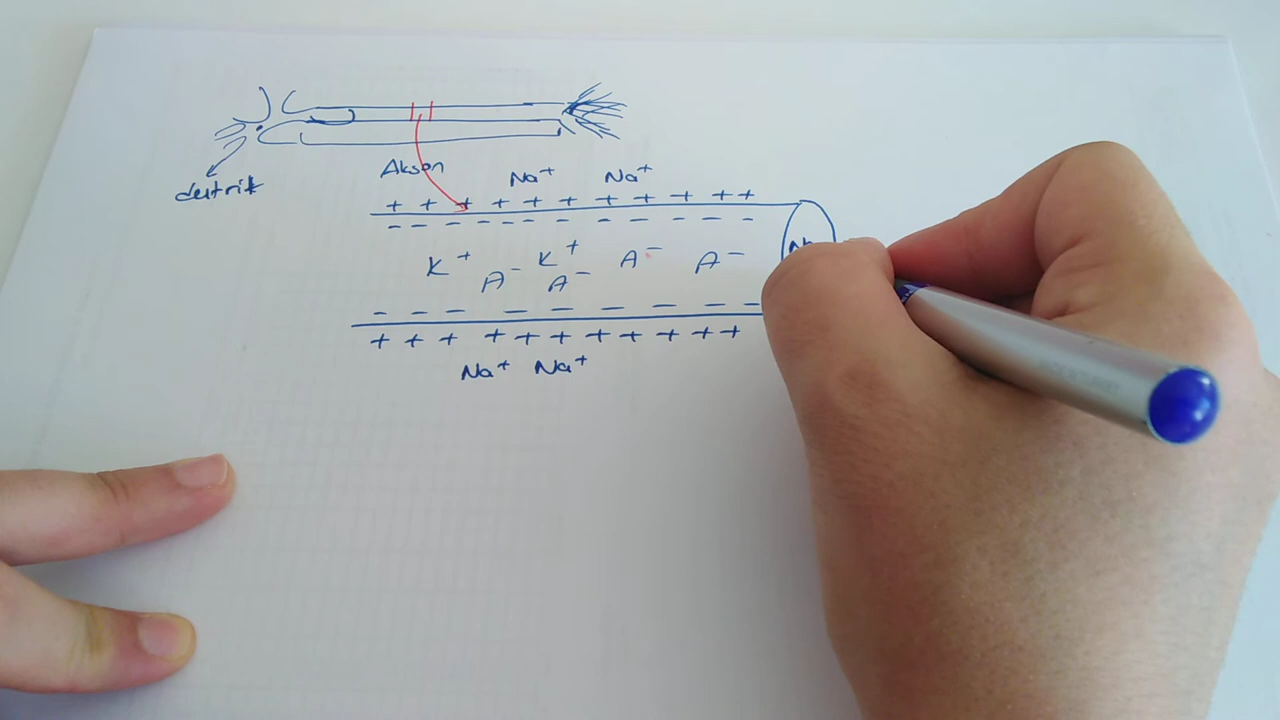 Akson
dentrit
Na⁺ Na⁺
+ + + + + + + + + + +
- - - - - - - - - - -
K⁺ A⁻ K⁺ A⁻ A⁻ A⁻
- - - - - - - - -
+ + + + + + + + + + +
Na⁺ Na⁺